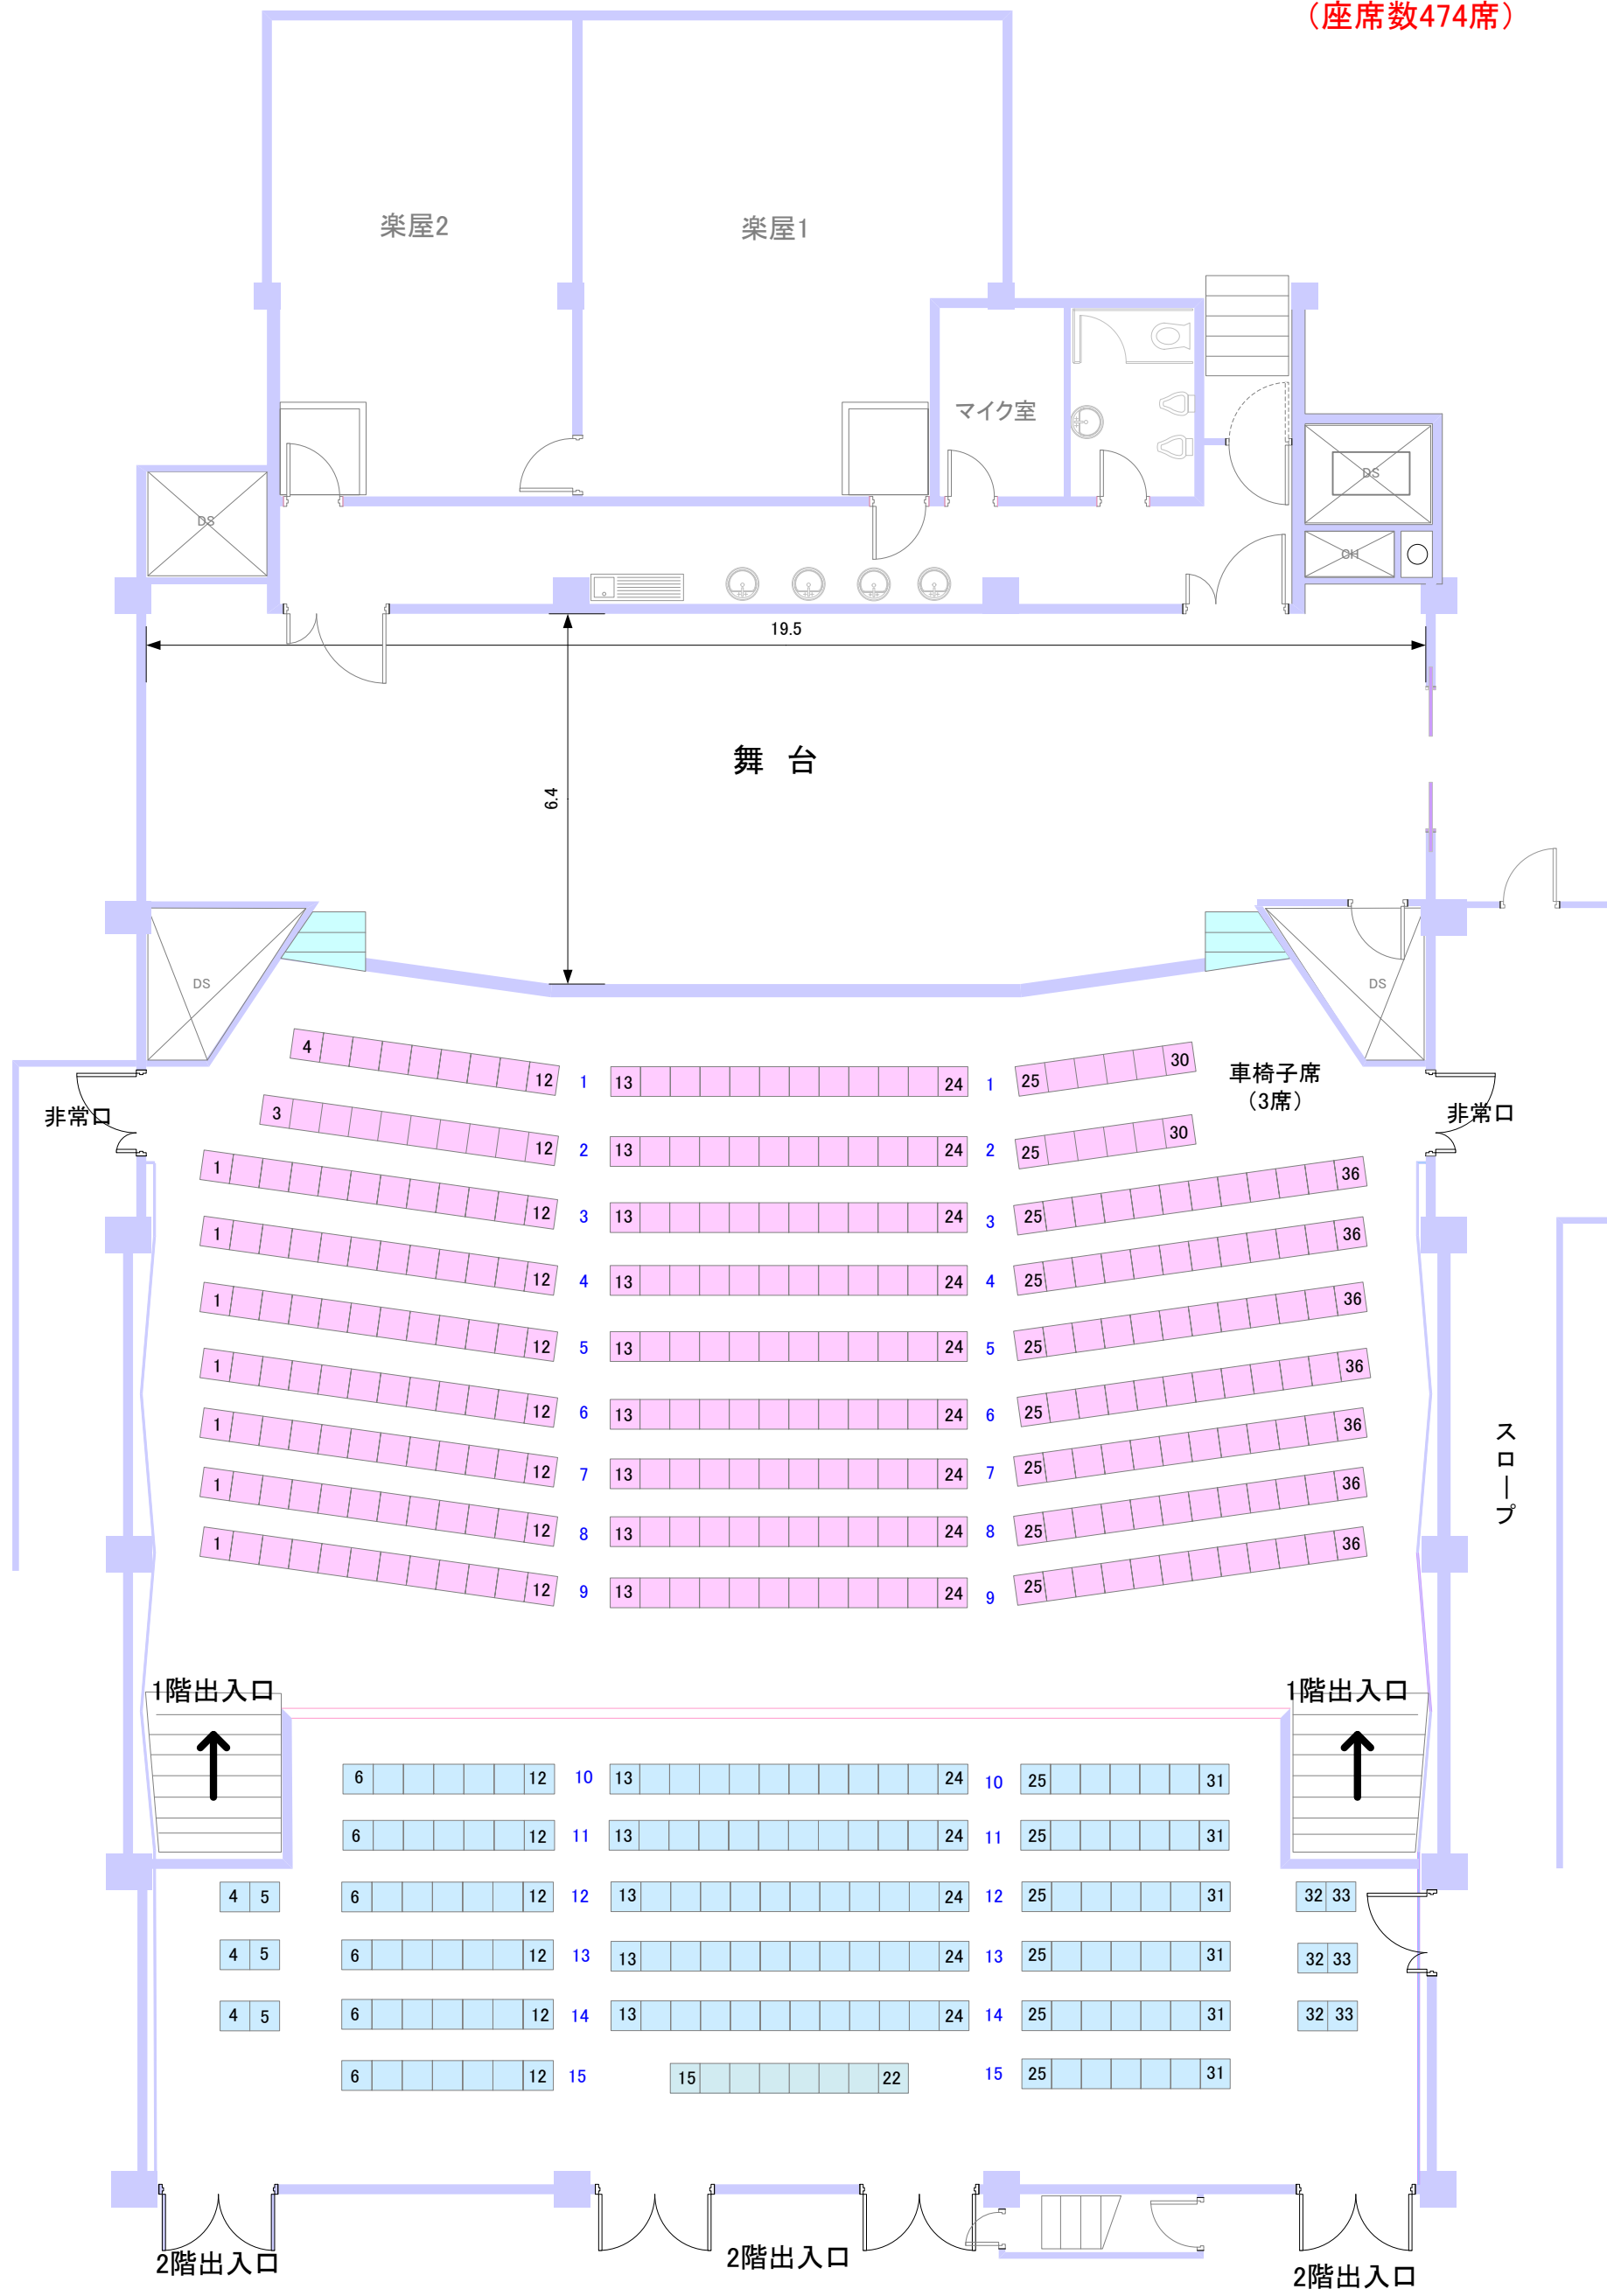 （座席数474席）
楽屋2
楽屋1
マイク室
DS
DS
CH
19.5
舞 台
6.4
DS
DS
4 12 1 13 24 1 25 30
車椅子席
（3席）
非常口
非常口
3 12 2 13 24 2 25 30
1 12 3 13 24 3 25 36
1 12 4 13 24 4 25 36
1 12 5 13 24 5 25 36
1 12 6 13 24 6 25 36
1 12 7 13 24 7 25 36
1 12 8 13 24 8 25 36
1 12 9 13 24 9 25 36
スロープ
1階出入口
1階出入口
6 12 10 13 24 10 25 31
6 12 11 13 24 11 25 31
4 5 6 12 12 13 24 12 25 31 32 33
4 5 6 12 13 13 24 13 25 31 32 33
4 5 6 12 14 13 24 14 25 31 32 33
6 12 15 15 22 15 25 31
2階出入口
2階出入口
2階出入口